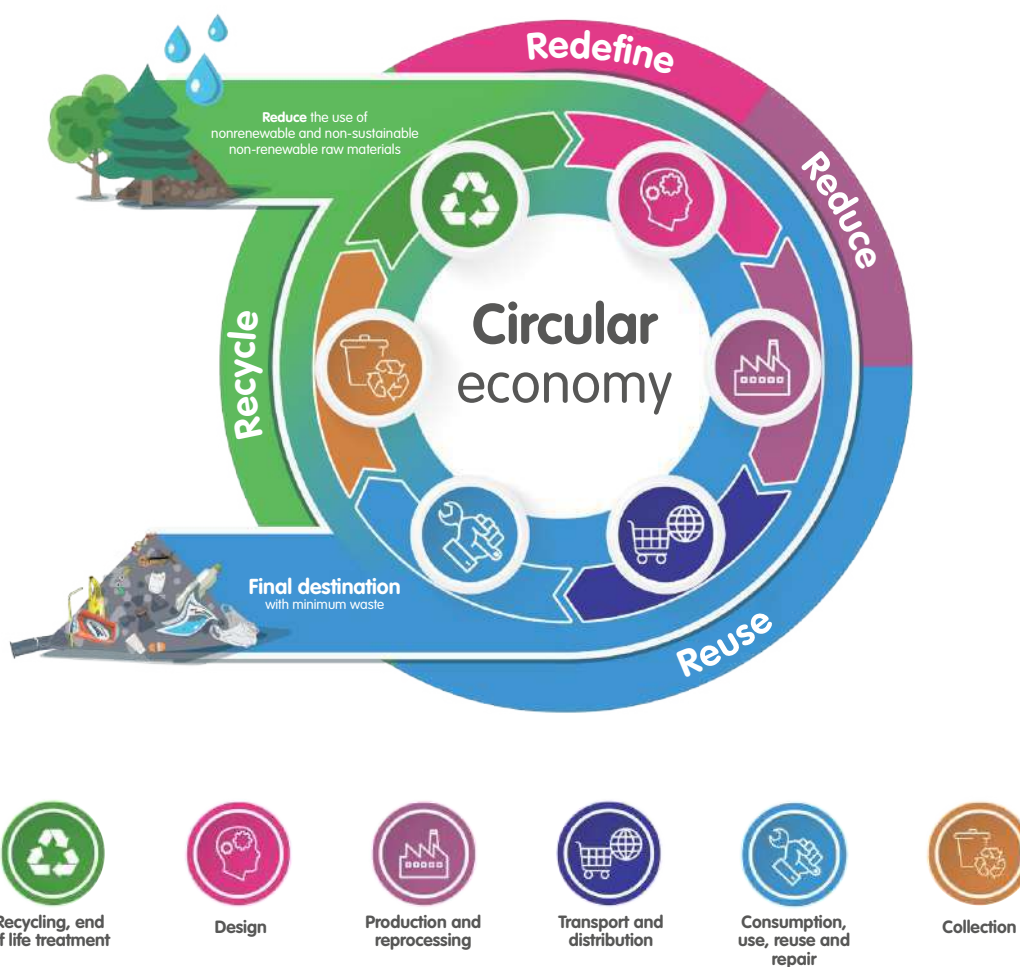 Redefine
Reduce the use of
nonrenewable and non-sustainable
non-renewable raw materials
Reduce
Recycle
Circular
economy
Final destination
with minimum waste
Reuse
Recycling, end
f life treatment
Design
Production and
reprocessing
Transport and
distribution
Consumption,
use, reuse and
repair
Collection